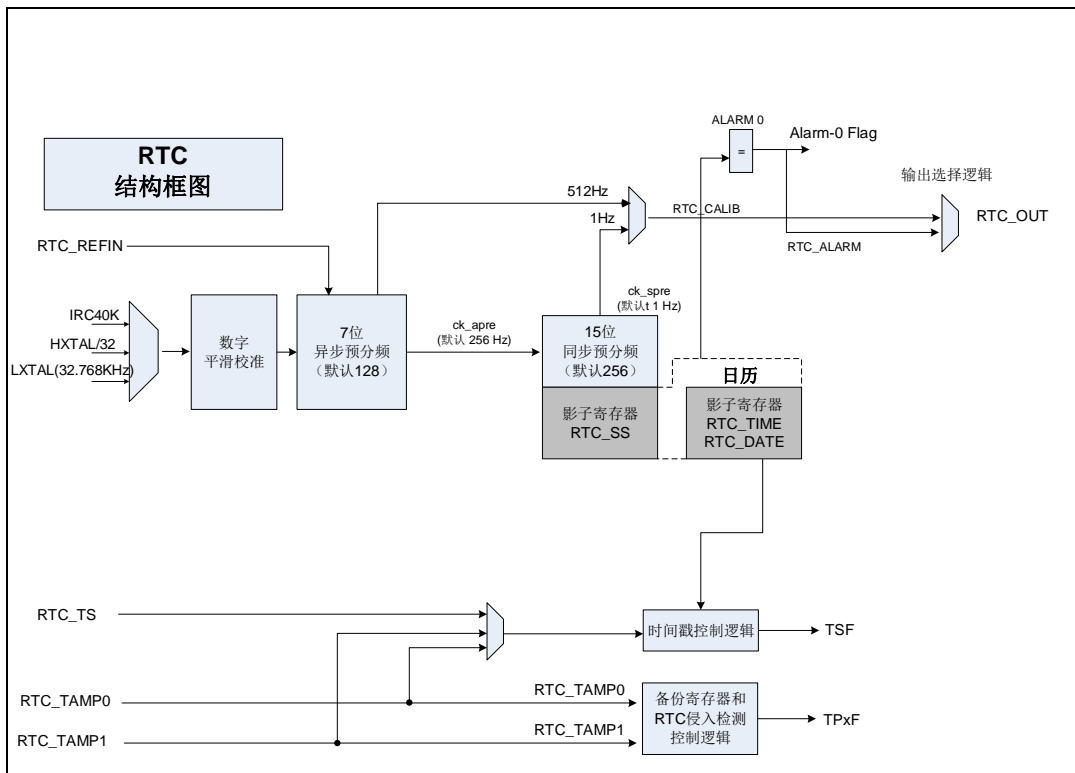 RTC
结构框图
ALARM 0
=
Alarm-0 Flag
输出选择逻辑
512Hz
1Hz
RTC_CALIB
RTC_OUT
RTC_ALARM
RTC_REFIN
IRC40K
HXTAL/32
LXTAL(32.768KHz)
数字
平滑校准
7位
异步预分频
（默认128）
ck_apre
(默认 256 Hz)
ck_spre
(默认t 1 Hz)
15位
同步预分频
（默认256）
日历
影子寄存器
RTC_SS
影子寄存器
RTC_TIME
RTC_DATE
RTC_TS
时间戳控制逻辑
TSF
RTC_TAMP0
RTC_TAMP0
RTC_TAMP1
RTC_TAMP1
备份寄存器和
RTC侵入检测
控制逻辑
TPxF